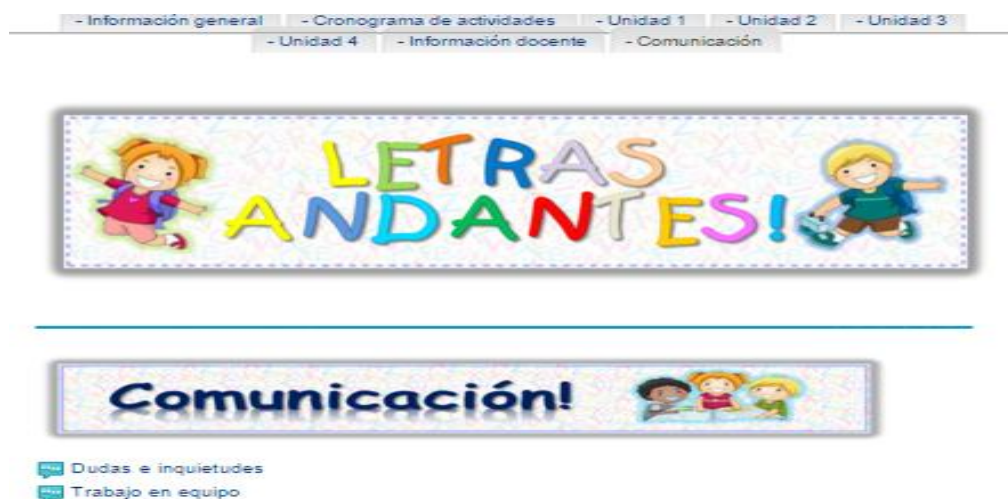 - Información general - Cronograma de actividades - Unidad 1 - Unidad 2 - Unidad 3
- Unidad 4 - Información docente - Comunicación
LETRAS
ANDANTES!
Comunicación!
Dudas e inquietudes
Trabajo en equipo